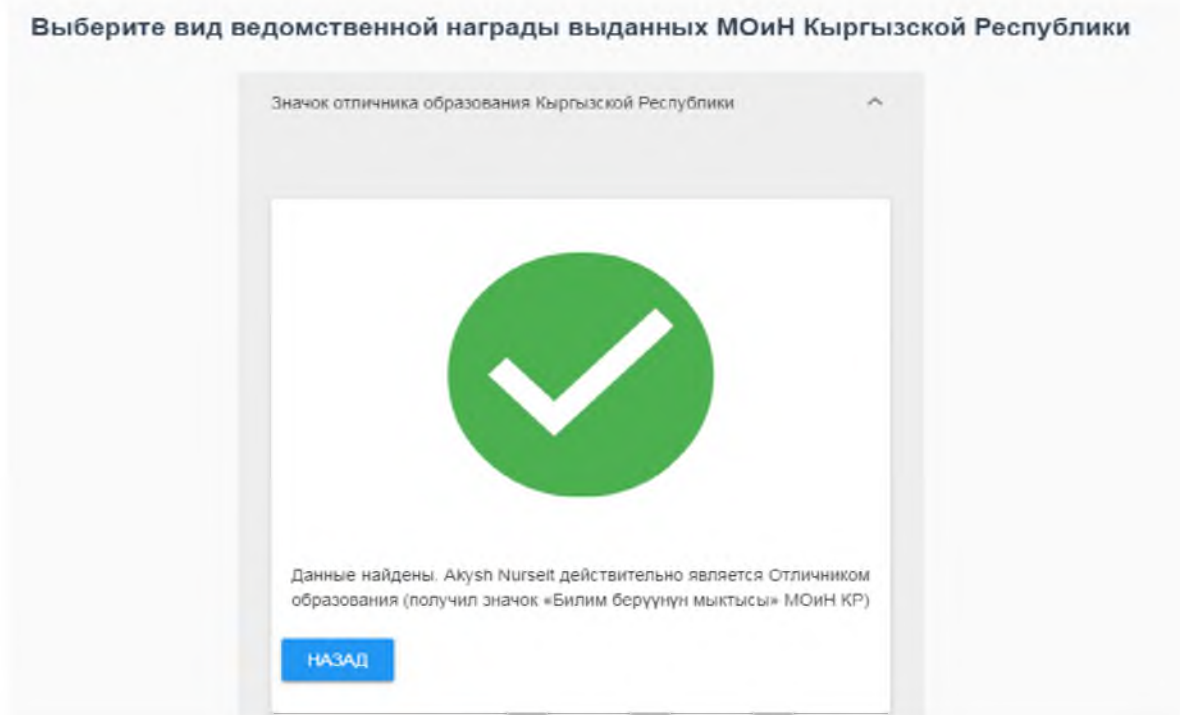 Выберите вид ведомственной награды выданных МОиН Кыргызской Республики
Значок отличника образования Кыргызской Республики
Данные найдены. Akysh Nurseit действительно является Отличником
образования (получил значок «Билим берүүнүн мыктысы» МОиН КР)
НАЗАД